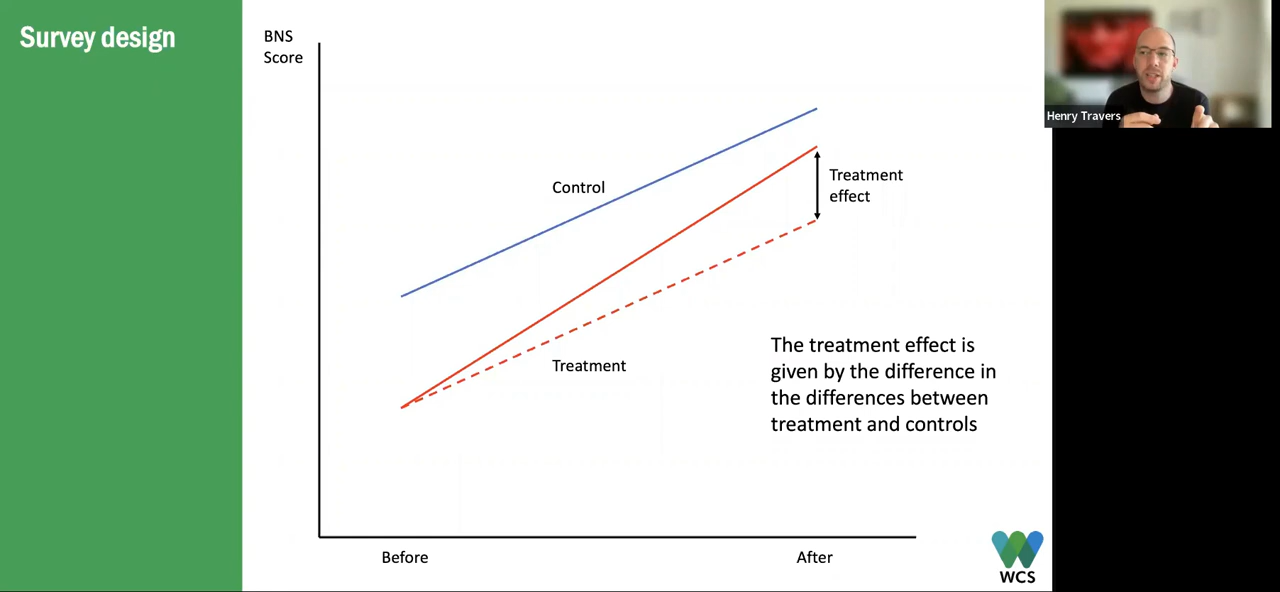 Survey design
BNS
Score
Control
Treatment
effect
Treatment
The treatment effect is
given by the difference in
the differences between
treatment and controls
Before
After
WCS
Henry Travers